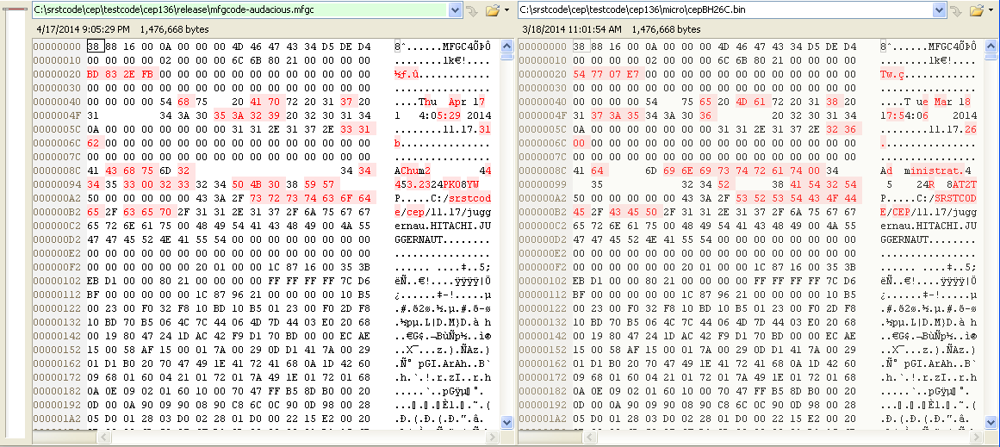 C:\srstcode\cep\testcode\cep136\release\mfgcode-audacious.mfgc
4/17/2014 9:05:29 PM 1,476,668 bytes
00000000 38 88 16 00 0A 00 00 00 4D 46 47 43 34 D5 DE D4 8ˆ......MFGC4ÕÞÔ
00000010 00 00 00 00 02 00 00 00 6C 6B 80 21 00 00 00 00 ........lk€!....
00000020 BD 83 2E FB 00 00 00 00 00 00 00 00 00 00 00 00 ½ƒ.û............
00000030 00 00 00 00 00 00 00 00 00 00 00 00 00 00 00 00 ................
00000040 00 00 00 00 54 68 75 20 41 70 72 20 31 37 20 ....Thu Apr 17
0000004F 31 34 3A 30 35 3A 32 39 20 32 30 31 34 1 4:05:29 2014
0000005C 0A 00 00 00 00 00 00 00 31 31 2E 31 37 2E 33 31 ........11.17.31
0000006C 62 00 00 00 00 00 00 00 00 00 00 00 00 00 00 00 b...............
0000007C 00 00 00 00 00 00 00 00 00 00 00 00 00 00 00 00 ................
0000008C 41 43 68 75 6D 32 34 34 AChum2 44
00000094 34 35 33 00 32 33 32 34 50 4B 30 38 59 57 453.2324PK08YW
000000A2 50 00 00 00 00 00 43 3A 2F 73 72 73 74 63 6F 64 P.....C:/srstcod
000000B2 65 2F 63 65 70 2F 31 31 2E 31 37 2F 6A 75 67 67 e/cep/11.17/jugg
000000C2 65 72 6E 61 75 00 48 49 54 41 43 48 49 00 4A 55 ernau.HITACHI.JU
000000D2 47 47 45 52 4E 41 55 54 00 00 00 00 00 00 00 00 GGERNAUT........
000000E2 00 00 00 00 00 00 00 00 00 00 00 00 00 00 00 00 ................
000000F2 00 00 00 00 00 00 20 01 00 00 1C 87 16 00 35 3B ...... ....‡..5;
00000102 EB D1 00 00 80 21 00 00 00 00 FF FF FF FF 7C D6 ëÑ..€!....ÿÿÿÿ|Ö
00000112 BF 00 00 00 00 00 1C 87 96 21 00 00 00 00 10 B5 ¿......‡–!.....µ
00000122 00 23 00 F0 32 F8 10 BD 10 B5 01 23 00 F0 2D F8 .#.ð2ø.½.µ.#.ð-ø
00000132 10 BD 70 B5 06 4C 7C 44 06 4D 7D 44 03 E0 20 68 .½pµ.L|D.M}D.à h
00000142 00 19 80 47 24 1D AC 42 F9 D1 70 BD 00 00 EC AE ..€G$.¬BùÑp½..ì®
00000152 15 00 58 AF 15 00 01 7A 00 29 0D D1 41 7A 00 29 ..X¯...z.).ÑAz.)
00000162 01 D1 B0 20 70 47 49 1E 41 72 41 68 0A 1D 42 60 .Ñ° pGI.ArAh..B`
00000172 09 68 01 60 04 21 01 72 01 7A 49 1E 01 72 01 68 .h.`.!.r.zI..r.h
00000182 0A 0E 09 02 01 60 10 00 70 47 FF B5 8D B0 00 20
00000192 0D D0 00 0A 90 09 90 08 90 C8 6C 0C 90 0D 98 00 28
000001A2 05 D0 01 28 03 D0 02 28 01 D0 00 22 15 E2 00 20
C:\srstcode\cep\testcode\cep136\micro\cepBH26C.bin
3/18/2014 11:01:54 AM 1,476,668 bytes
00000000 38 88 16 00 0A 00 00 00 4D 46 47 43 34 D5 DE D4 8ˆ......MFGC4ÕÞÔ
00000010 00 00 00 00 02 00 00 00 6C 6B 80 21 00 00 00 00 ........lk€!....
00000020 54 77 07 E7 00 00 00 00 00 00 00 00 00 00 00 00 Tw.ç............
00000030 00 00 00 00 00 00 00 00 00 00 00 00 00 00 00 00 ................
00000040 00 00 00 00 54 75 65 20 4D 61 72 20 31 38 20 ....T ue Mar 18
0000004F 31 37 3A 35 34 3A 30 36 20 32 30 31 34 17:54:06 2014
0000005C 0A 00 00 00 00 00 00 00 31 31 2E 31 37 2E 32 36 ........11.17.26
0000006C 00 00 00 00 00 00 00 00 00 00 00 00 00 00 00 00 ................
0000007C 00 00 00 00 00 00 00 00 00 00 00 00 00 00 00 00 ................
0000008C 41 64 6D 69 6E 69 73 74 72 61 74 00 34 Ad ministrat.4
00000099 35 32 34 52 38 41 54 32 54 5 24R 8AT2T
000000A2 50 00 00 00 00 00 43 3A 2F 53 52 53 54 43 4F 44 P.....C:/SRSTCOD
000000B2 45 2F 43 45 50 2F 31 31 2E 31 37 2F 6A 75 67 67 E/CEP/11.17/jugg
000000C2 65 72 6E 61 75 00 48 49 54 41 43 48 49 00 4A 55 ernau.HITACHI.JU
000000D2 47 47 45 52 4E 41 55 54 00 00 00 00 00 00 00 00 GGERNAUT........
000000E2 00 00 00 00 00 00 00 00 00 00 00 00 00 00 00 00 ................
000000F2 00 00 00 00 00 00 20 01 00 00 1C 87 16 00 35 3B ...... ....‡..5;
00000102 EB D1 00 00 80 21 00 00 00 00 FF FF FF FF 7C D6 ëÑ..€!....ÿÿÿÿ|Ö
00000112 BF 00 00 00 00 00 1C 87 96 21 00 00 00 00 10 B5 ¿......‡–!.....µ
00000122 00 23 00 F0 32 F8 10 BD 10 B5 01 23 00 F0 2D F8 .#.ð2ø.½.µ.#.ð-ø
00000132 10 BD 70 B5 06 4C 7C 44 06 4D 7D 44 03 E0 20 68 .½pµ.L|D.M}D.à h
00000142 00 19 80 47 24 1D AC 42 F9 D1 70 BD 00 00 EC AE ..€G$.¬BùÑp½..ì®
00000152 15 00 58 AF 15 00 01 7A 00 29 0D D1 41 7A 00 29 ..X¯...z.).ÑAz.)
00000162 01 D1 B0 20 70 47 49 1E 41 72 41 68 0A 1D 42 60 .Ñ° pGI.ArAh..B`
00000172 09 68 01 60 04 21 01 72 01 7A 49 1E 01 72 01 68 .h.`.!.r.zI..r.h
00000182 0A 0E 09 02 01 60 10 00 70 47 FF B5 8D B0 00 20
00000192 0D D0 00 0A 90 09 90 08 90 C8 6C 0C 90 0D 98 00 28
000001A2 05 D0 01 28 03 D0 02 28 01 D0 00 22 15 E2 00 20